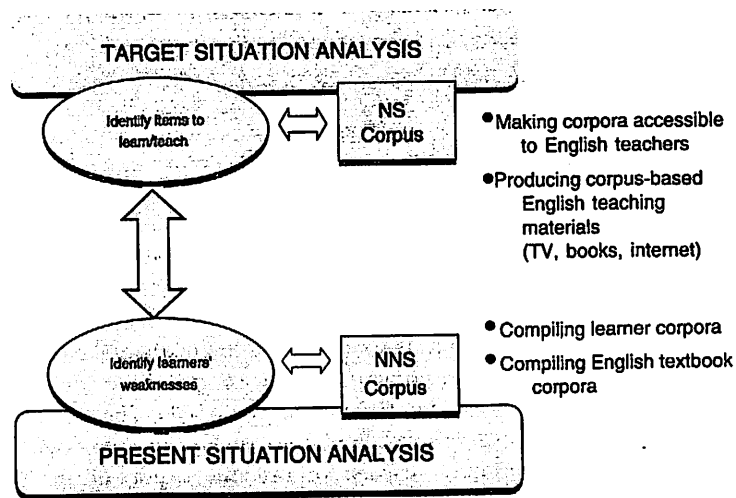 TARGET SITUATION ANALYSIS
Identify items to
learn/teach
NS
Corpus
●Making corpora accessible
to English teachers
●Producing corpus-based
English teaching
materials
(TV, books, internet)
Identify learners'
weaknesses
NNS
Corpus
● Compiling learner corpora
● Compiling English textbook
corpora
PRESENT SITUATION ANALYSIS